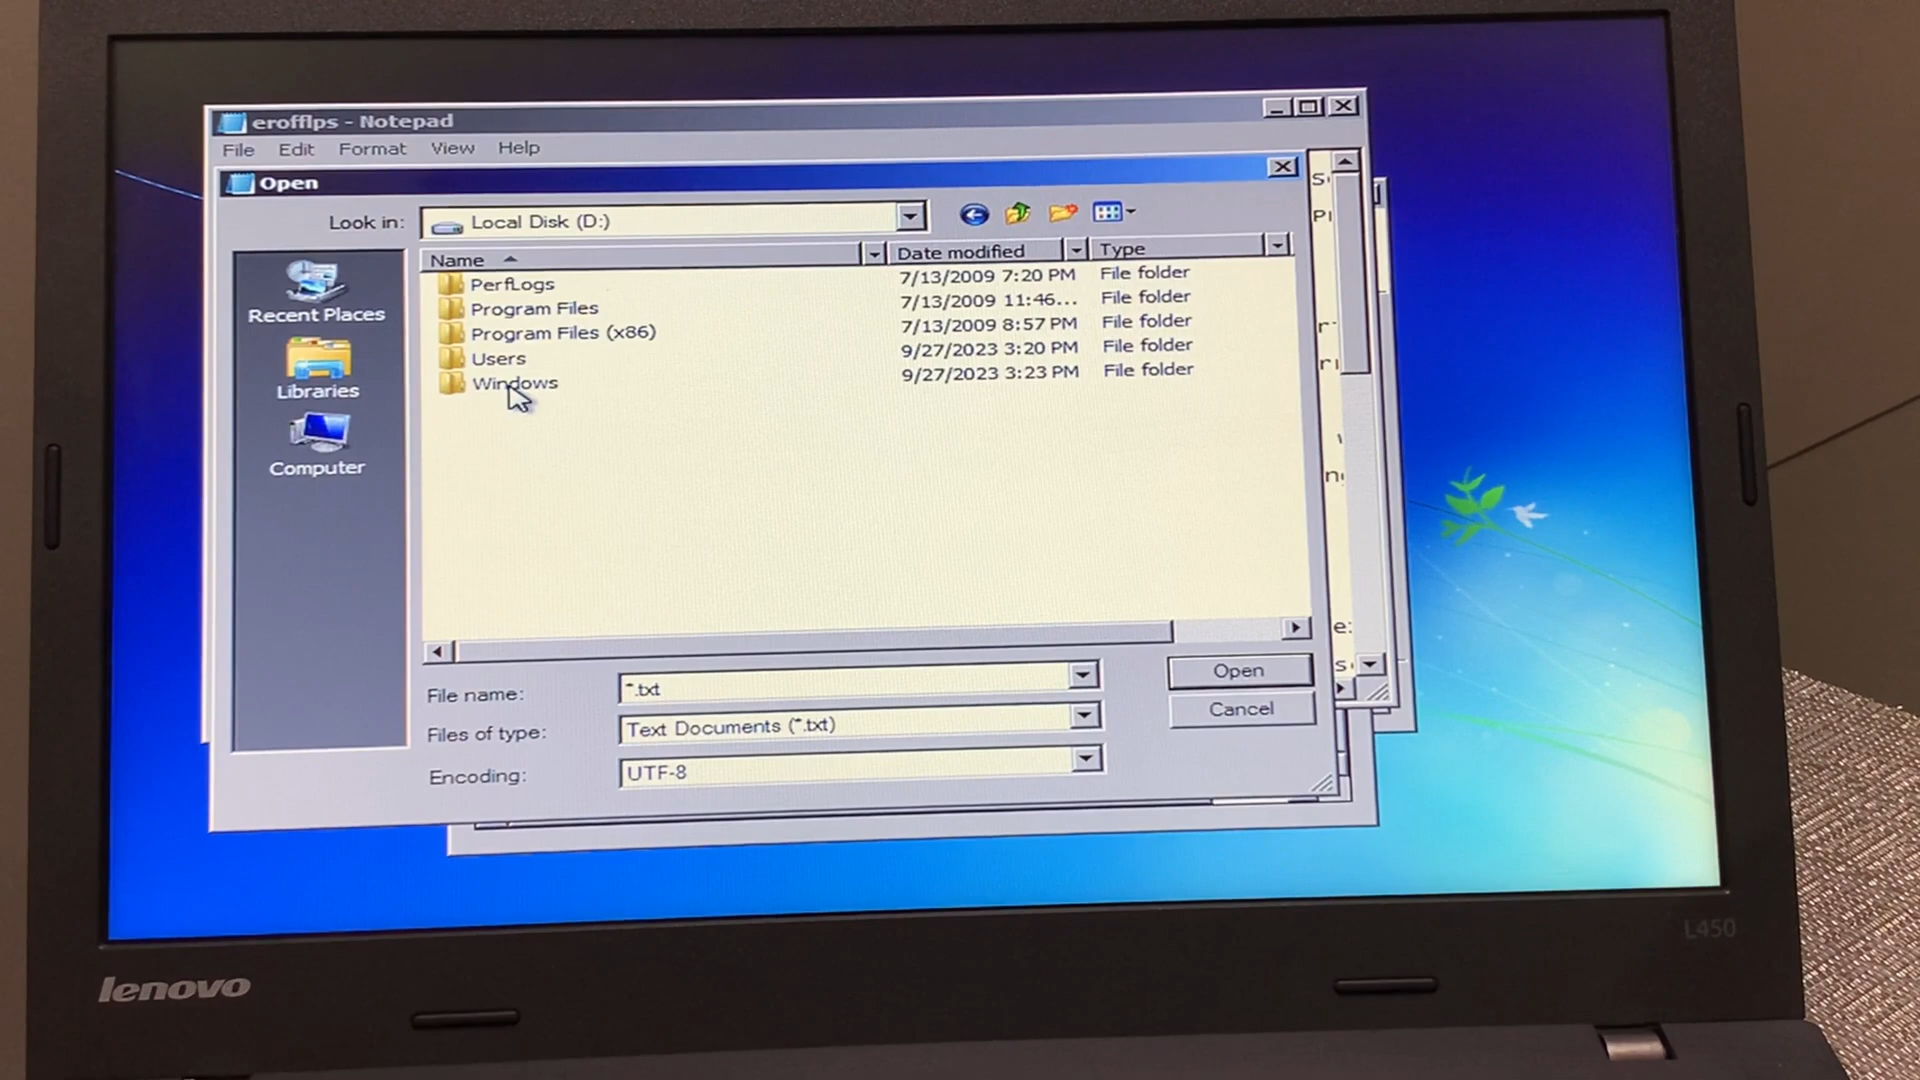 erofflps - Notepad
File Edit Format View Help
Open
Look in: Local Disk (D:)
Name Date modified Type
PerfLogs 7/13/2009 7:20 PM File folder
Program Files 7/13/2009 11:46... File folder
Program Files (x86) 7/13/2009 8:57 PM File folder
Users 9/27/2023 3:20 PM File folder
Windows 9/27/2023 3:23 PM File folder
Recent Places
Libraries
Computer
File name: *.txt
Files of type: Text Documents (*.txt)
Encoding: UTF-8
Open
Cancel
L450
lenovo